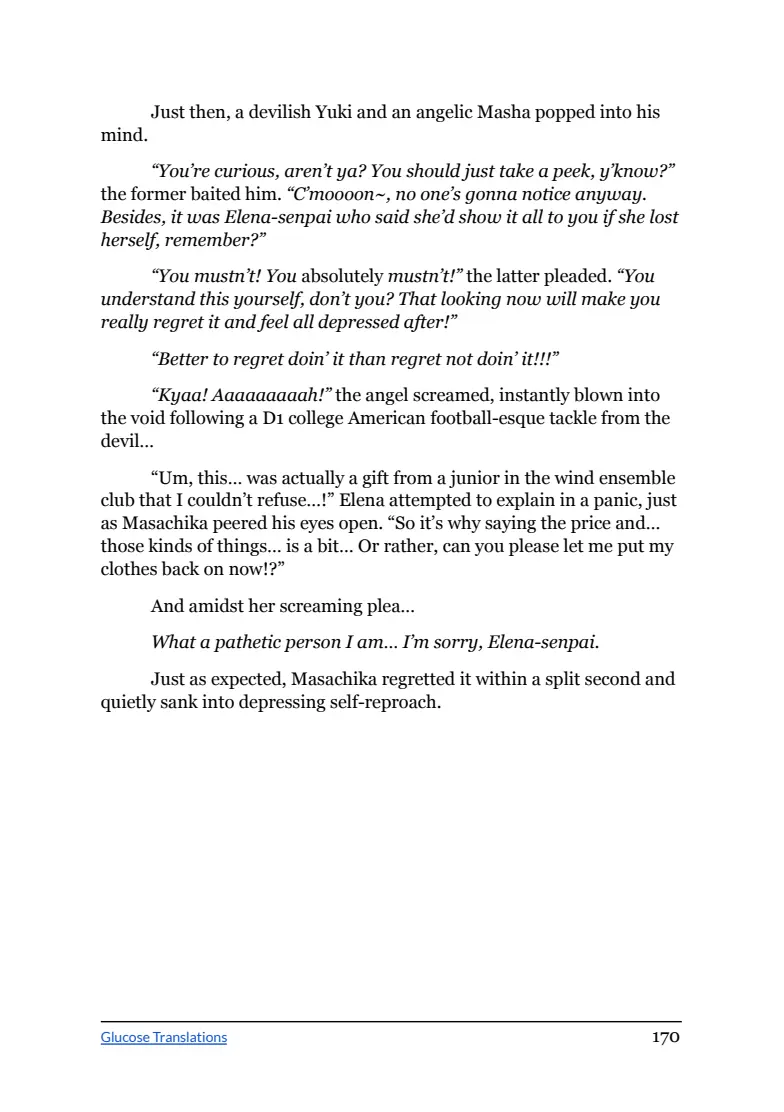 Just then, a devilish Yuki and an angelic Masha popped into his
mind.
“You’re curious, aren’t ya? You should just take a peek, y’know?”
the former baited him. “C’moooon~, no one’s gonna notice anyway.
Besides, it was Elena-senpai who said she’d show it all to you if she lost
herself, remember?”
“You mustn’t! You absolutely mustn’t!” the latter pleaded. “You
understand this yourself, don’t you? That looking now will make you
really regret it and feel all depressed after!”
“Better to regret doin’ it than regret not doin’ it!!!”
“Kyaa! Aaaaaaaaah!” the angel screamed, instantly blown into
the void following a D1 college American football-esque tackle from the
devil…
“Um, this… was actually a gift from a junior in the wind ensemble
club that I couldn’t refuse…!” Elena attempted to explain in a panic, just
as Masachika peered his eyes open. “So it’s why saying the price and…
those kinds of things… is a bit… Or rather, can you please let me put my
clothes back on now!?”
And amidst her screaming plea…
What a pathetic person I am… I’m sorry, Elena-senpai.
Just as expected, Masachika regretted it within a split second and
quietly sank into depressing self-reproach.
Glucose Translations
170